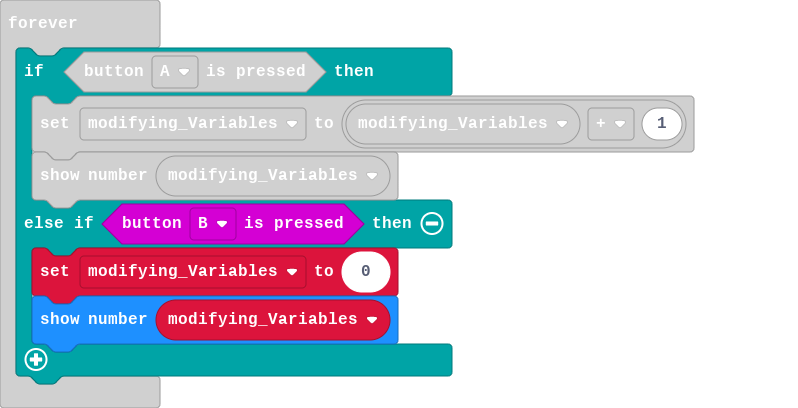 forever
if button A is pressed then
set modifying_Variables to modifying_Variables + 1
show number modifying_Variables
else if button B is pressed then
set modifying_Variables to 0
show number modifying_Variables